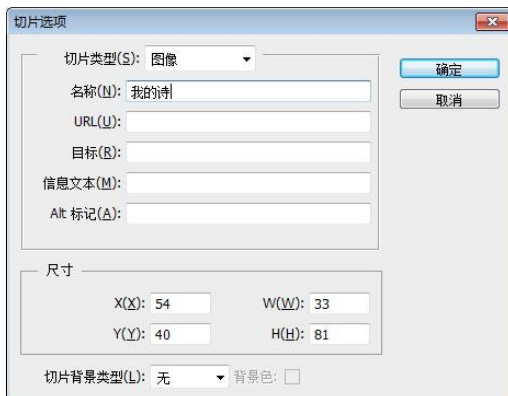 切片选项
切片类型(S): 图像
确定
名称(N): 我的诗
取消
URL(U):
目标(R):
信息文本(M):
Alt 标记(A):
尺寸
X(X): 54 W(W): 33
Y(Y): 40 H(H): 81
切片背景类型(L): 无 背景色: